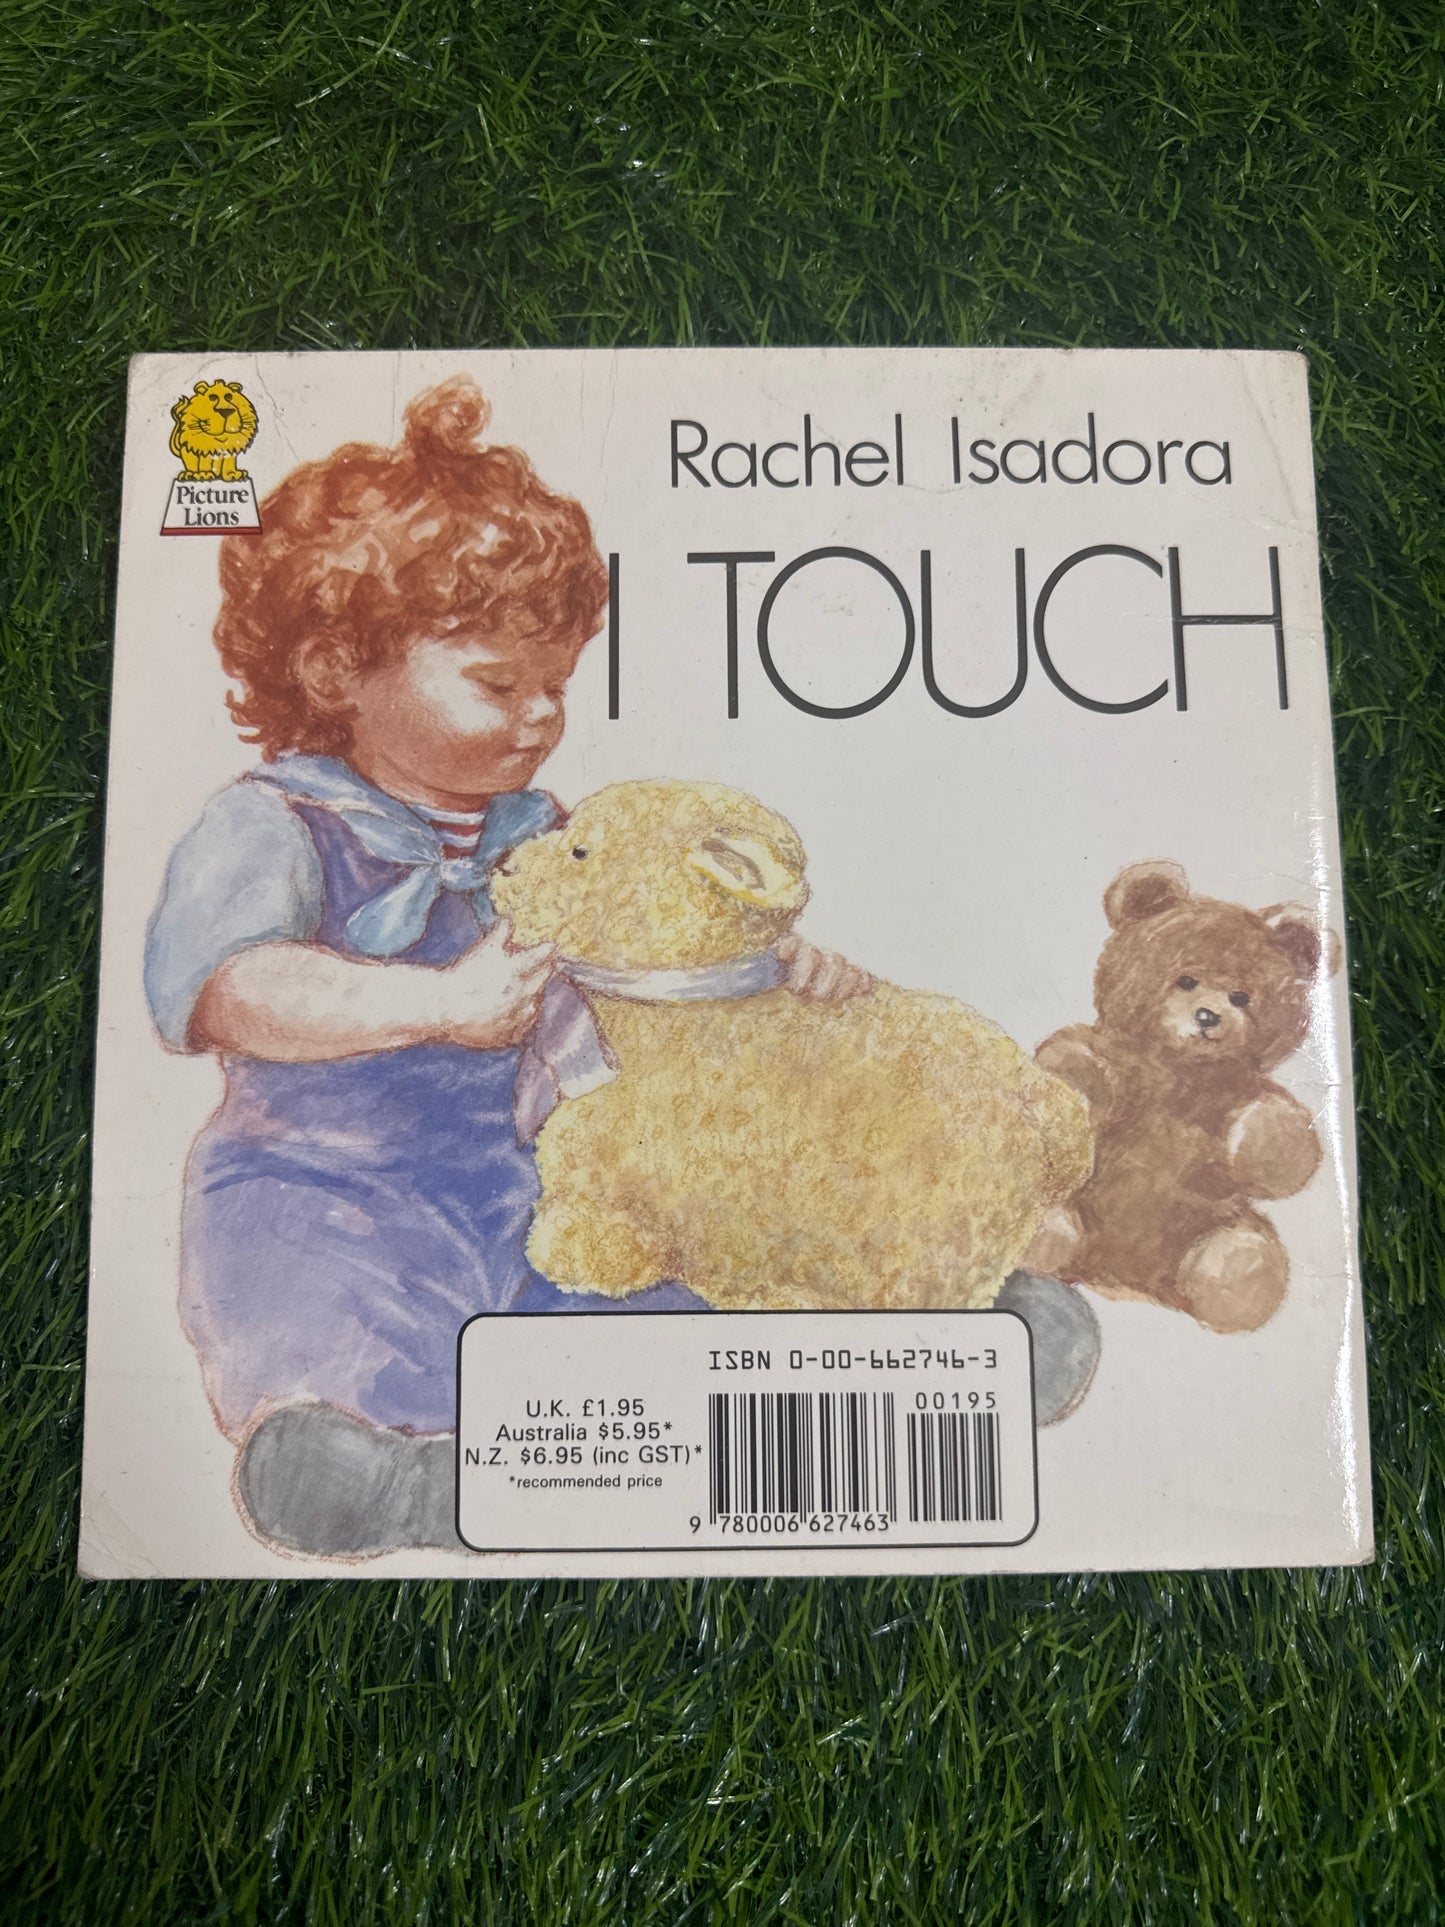 Picture
Lions
Rachel Isadora
I TOUCH
ISBN 0-00-662746-3
U.K. £1.95
Australia $5.95*
N.Z. $6.95 (inc GST)*
*recommended price
00195
9 780006 627463